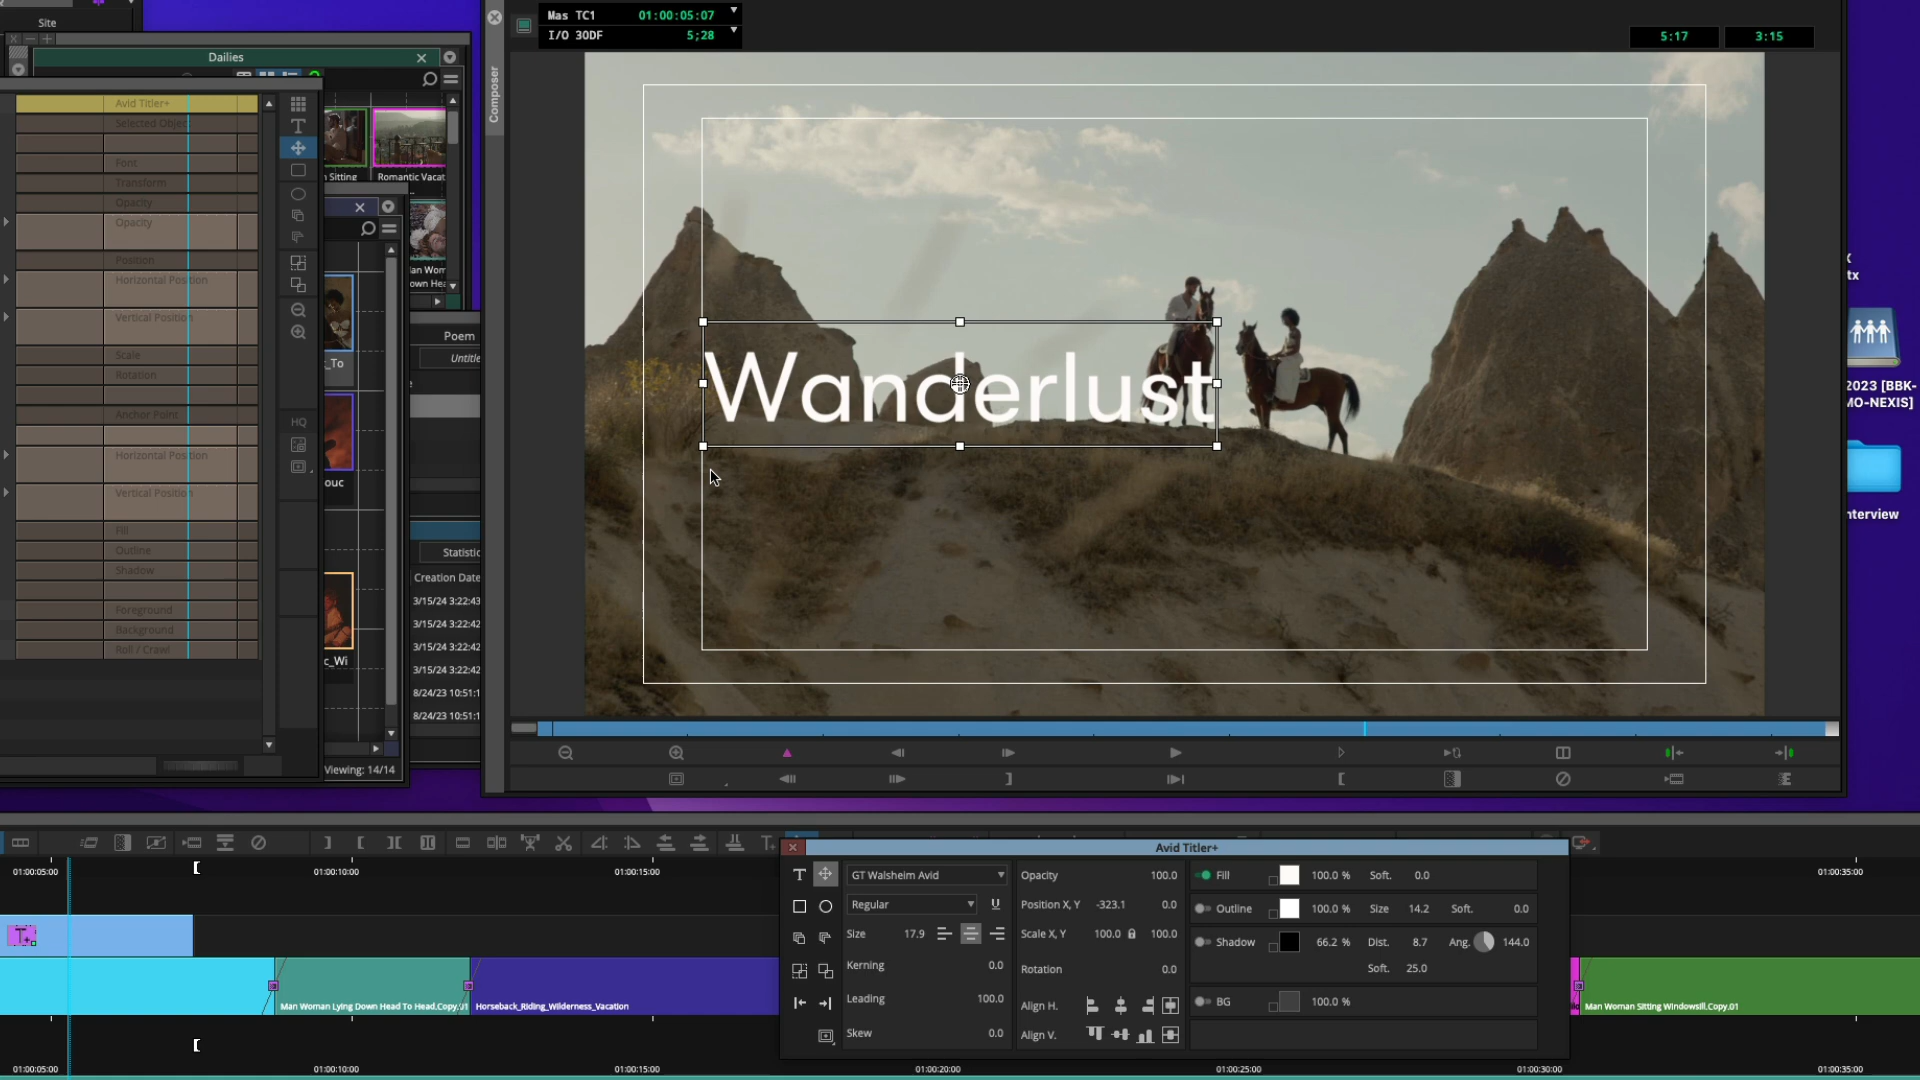 Site
Dailies
Mas TC1 01:00:05:07
I/O 30DF 5;28
5:17 3:15
Composer
Avid Titler+
Selected Object
Font
Transform
Opacity
Opacity
Position
Horizontal Position
Vertical Position
Scale
Rotation
Anchor Point
Horizontal Position
Vertical Position
Fill
Outline
Shadow
Foreground
Background
Roll / Crawl
HQ
Sitting
Romantic Vacat
...
own Hea
_To
ouc
c_Wi
Viewing: 14/14
Poem
Untitle
Statistic
Creation Date
3/15/24 3:22:43
3/15/24 3:22:42
3/15/24 3:22:42
3/15/24 3:22:42
8/24/23 10:51:1
8/24/23 10:51:1
Wanderlust
tx
2023 [BBK-
MO-NEXIS]
nterview
01:00:05:00 01:00:10:00 01:00:15:00 01:00:35:00
Man Woman Lying Down Head To Head.Copy.01
Horseback_Riding_Wilderness_Vacation
Man Woman Sitting Windowsill.Copy.01
Avid Titler+
GT Walsheim Avid
Regular U
Size 17.9
Kerning 0.0
Leading 100.0
Skew 0.0
Opacity 100.0
Position X, Y -323.1 0.0
Scale X, Y 100.0 100.0
Rotation 0.0
Align H.
Align V.
Fill 100.0 % Soft. 0.0
Outline 100.0 % Size 14.2 Soft. 0.0
Shadow 66.2 % Dist. 8.7 Ang. 144.0
Soft. 25.0
BG 100.0 %
01:00:05:00 01:00:10:00 01:00:15:00 01:00:20:00 01:00:25:00 01:00:30:00 01:00:35:00